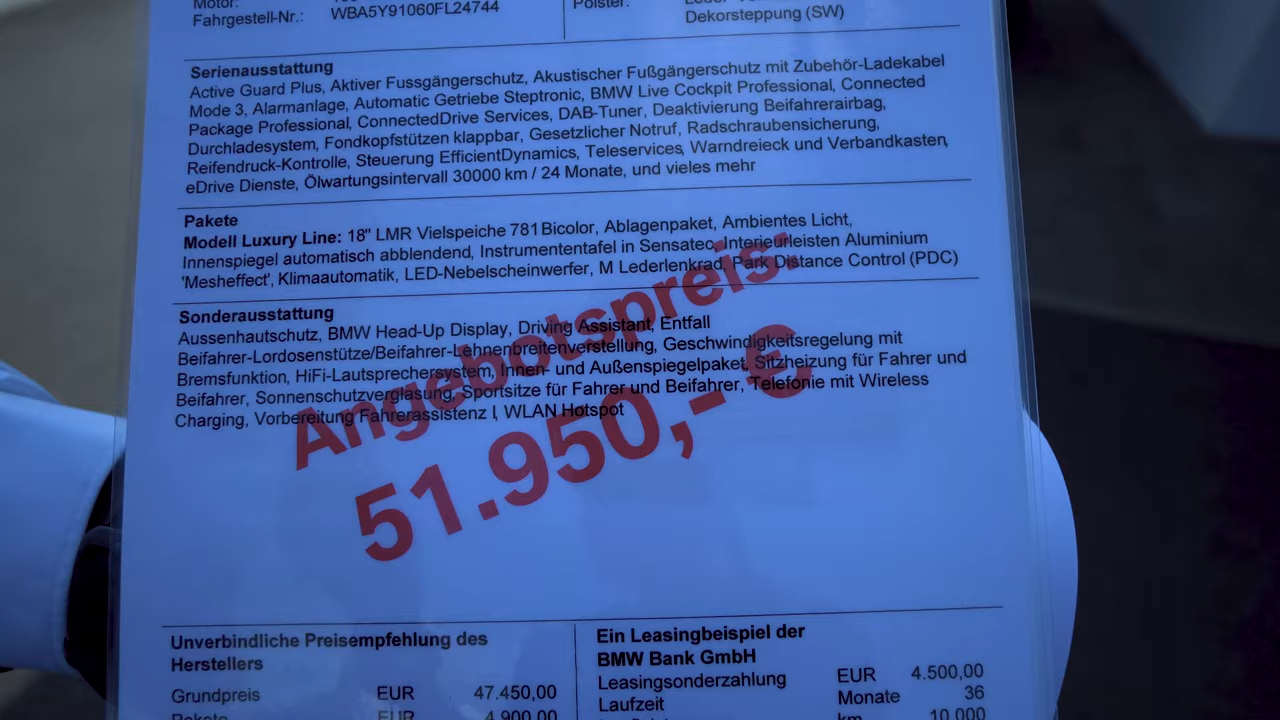 Motor:
Fahrgestell-Nr.: WBA5Y91060FL24744
Polster:
Dekorsteppung (SW)
Serienausstattung
Active Guard Plus, Aktiver Fussgängerschutz, Akustischer Fußgängerschutz mit Zubehör-Ladekabel
Mode 3, Alarmanlage, Automatic Getriebe Steptronic, BMW Live Cockpit Professional, Connected
Package Professional, ConnectedDrive Services, DAB-Tuner, Deaktivierung Beifahrerairbag,
Durchladesystem, Fondkopfstützen klappbar, Gesetzlicher Notruf, Radschraubensicherung,
Reifendruck-Kontrolle, Steuerung EfficientDynamics, Teleservices, Warndreieck und Verbandkasten,
eDrive Dienste, Ölwartungsintervall 30000 km / 24 Monate, und vieles mehr
Pakete
Modell Luxury Line: 18" LMR Vielspeiche 781 Bicolor, Ablagenpaket, Ambientes Licht,
Innenspiegel automatisch abblendend, Instrumententafel in Sensatec, Interieurleisten Aluminium
'Mesheffect', Klimaautomatik, LED-Nebelscheinwerfer, M Lederlenkrad, Park Distance Control (PDC)
Sonderausstattung
Aussenhautschutz, BMW Head-Up Display, Driving Assistant, Entfall
Beifahrer-Lordosenstütze/Beifahrer-Lehnenbreitenverstellung, Geschwindigkeitsregelung mit
Bremsfunktion, HiFi-Lautsprechersystem, Innen- und Außenspiegelpaket, Sitzheizung für Fahrer und
Beifahrer, Sonnenschutzverglasung, Sportsitze für Fahrer und Beifahrer, Telefonie mit Wireless
Charging, Vorbereitung Fahrerassistenz I, WLAN Hotspot
Angebotspreis:
51.950,- €
Unverbindliche Preisempfehlung des
Herstellers
Grundpreis EUR 47.450,00
Pakete EUR 4.900,00
Ein Leasingbeispiel der
BMW Bank GmbH
Leasingsonderzahlung EUR 4.500,00
Laufzeit Monate 36
km 10.000